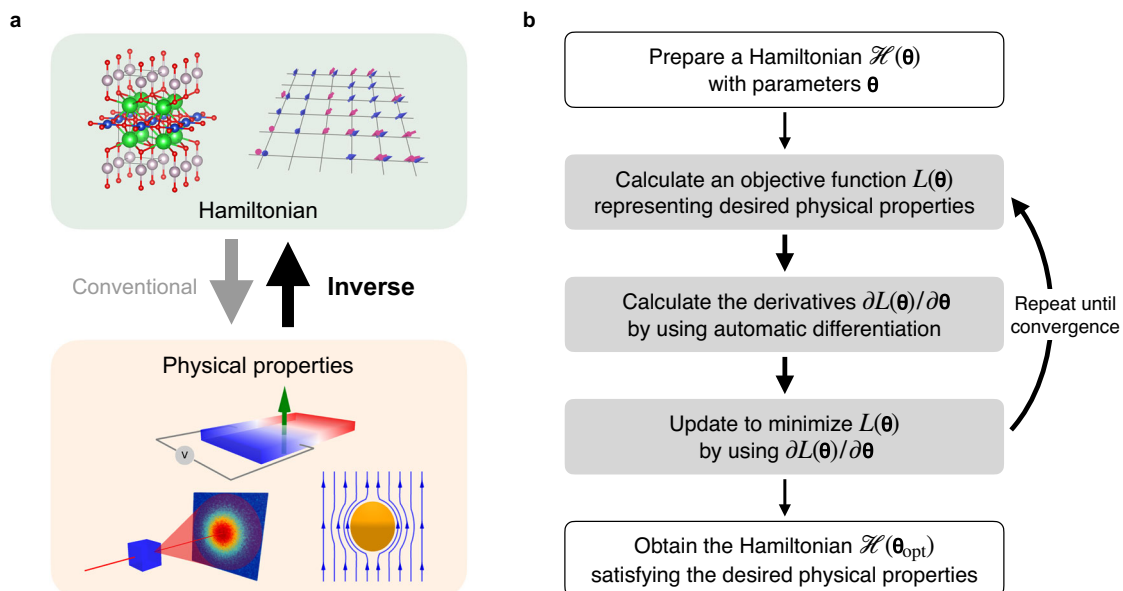 a
Hamiltonian
Conventional
Inverse
Physical properties
V
b
Prepare a Hamiltonian ℋ(θ)
with parameters θ
Calculate an objective function L(θ)
representing desired physical properties
Calculate the derivatives ∂L(θ)/∂θ
by using automatic differentiation
Repeat until
convergence
Update to minimize L(θ)
by using ∂L(θ)/∂θ
Obtain the Hamiltonian ℋ(θopt)
satisfying the desired physical properties